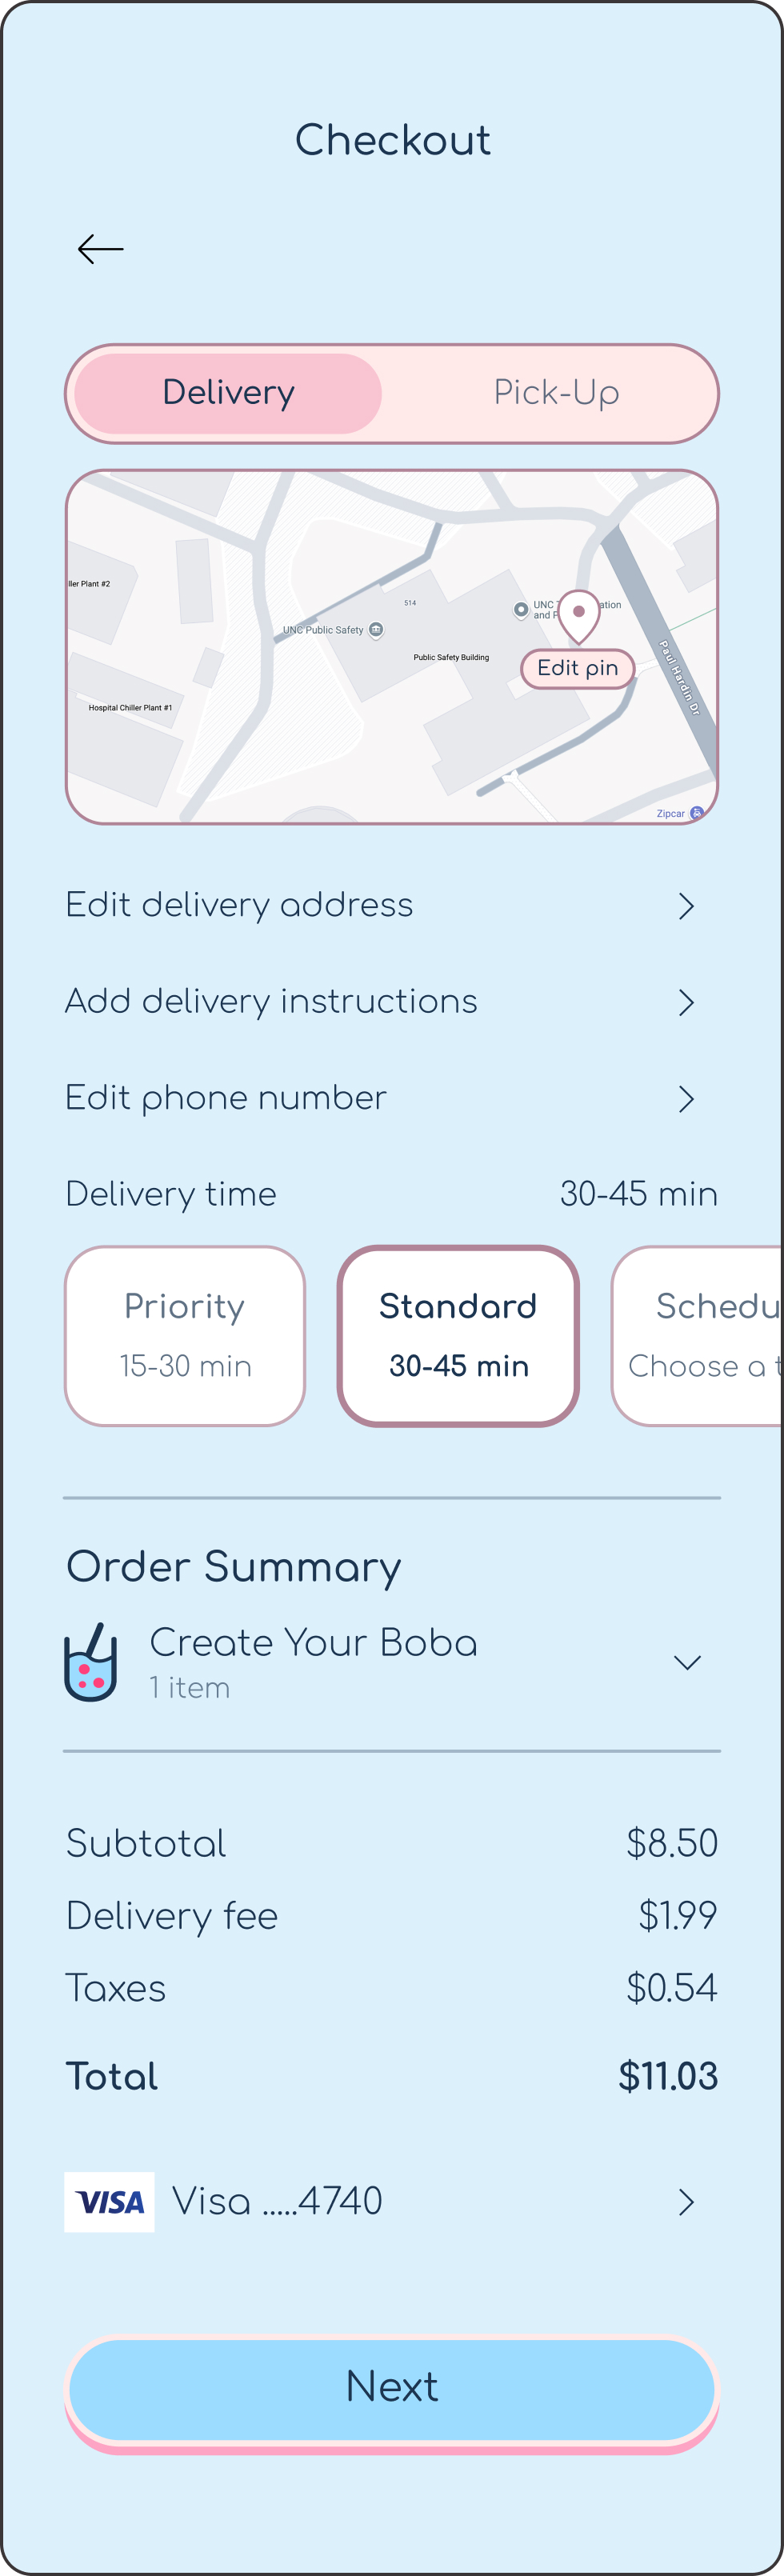 Checkout
Delivery
Pick-Up
ller Plant #2
514
UNC Public Safety
UNC
and
Public Safety Building
Edit pin
Paul Hardin Dr
Hospital Chiller Plant #1
Zipcar
Edit delivery address
Add delivery instructions
Edit phone number
Delivery time
30-45 min
Priority
15-30 min
Standard
30-45 min
Schedu
Choose a t
Order Summary
Create Your Boba
1 item
Subtotal
$8.50
Delivery fee
$1.99
Taxes
$0.54
Total
$11.03
VISA
Visa .....4740
Next